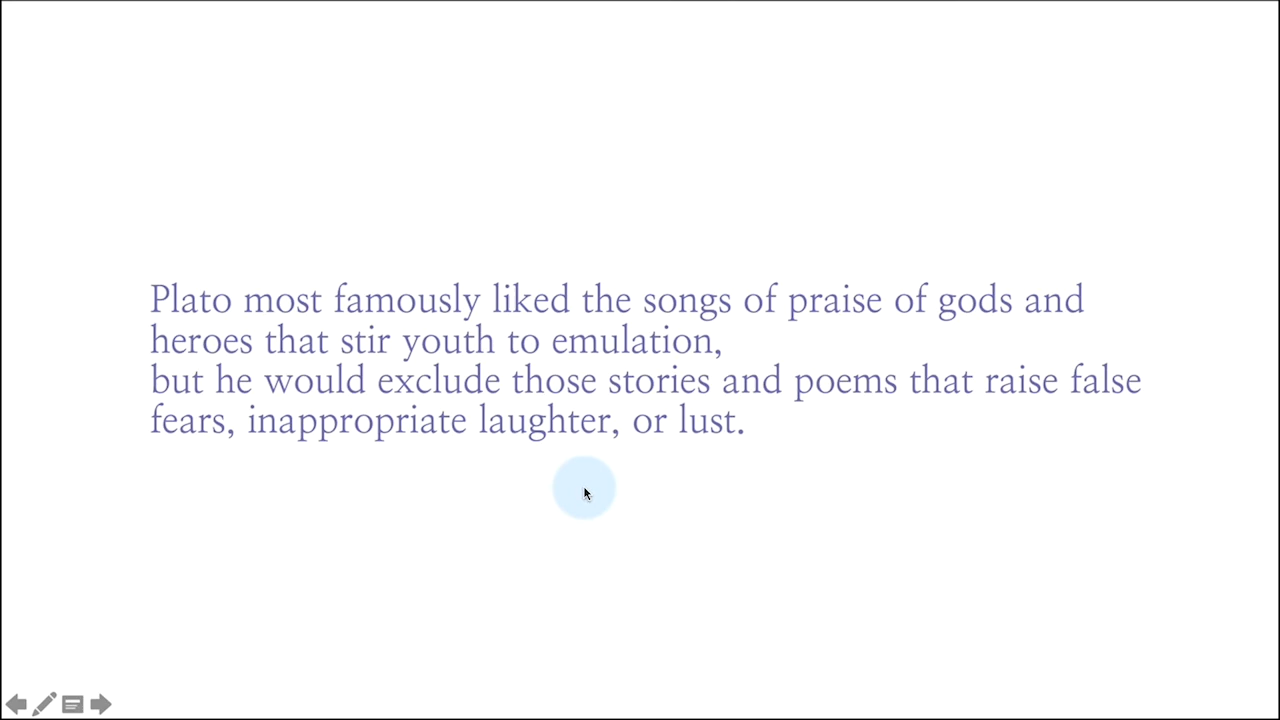 Plato most famously liked the songs of praise of gods and
heroes that stir youth to emulation,
but he would exclude those stories and poems that raise false
fears, inappropriate laughter, or lust.